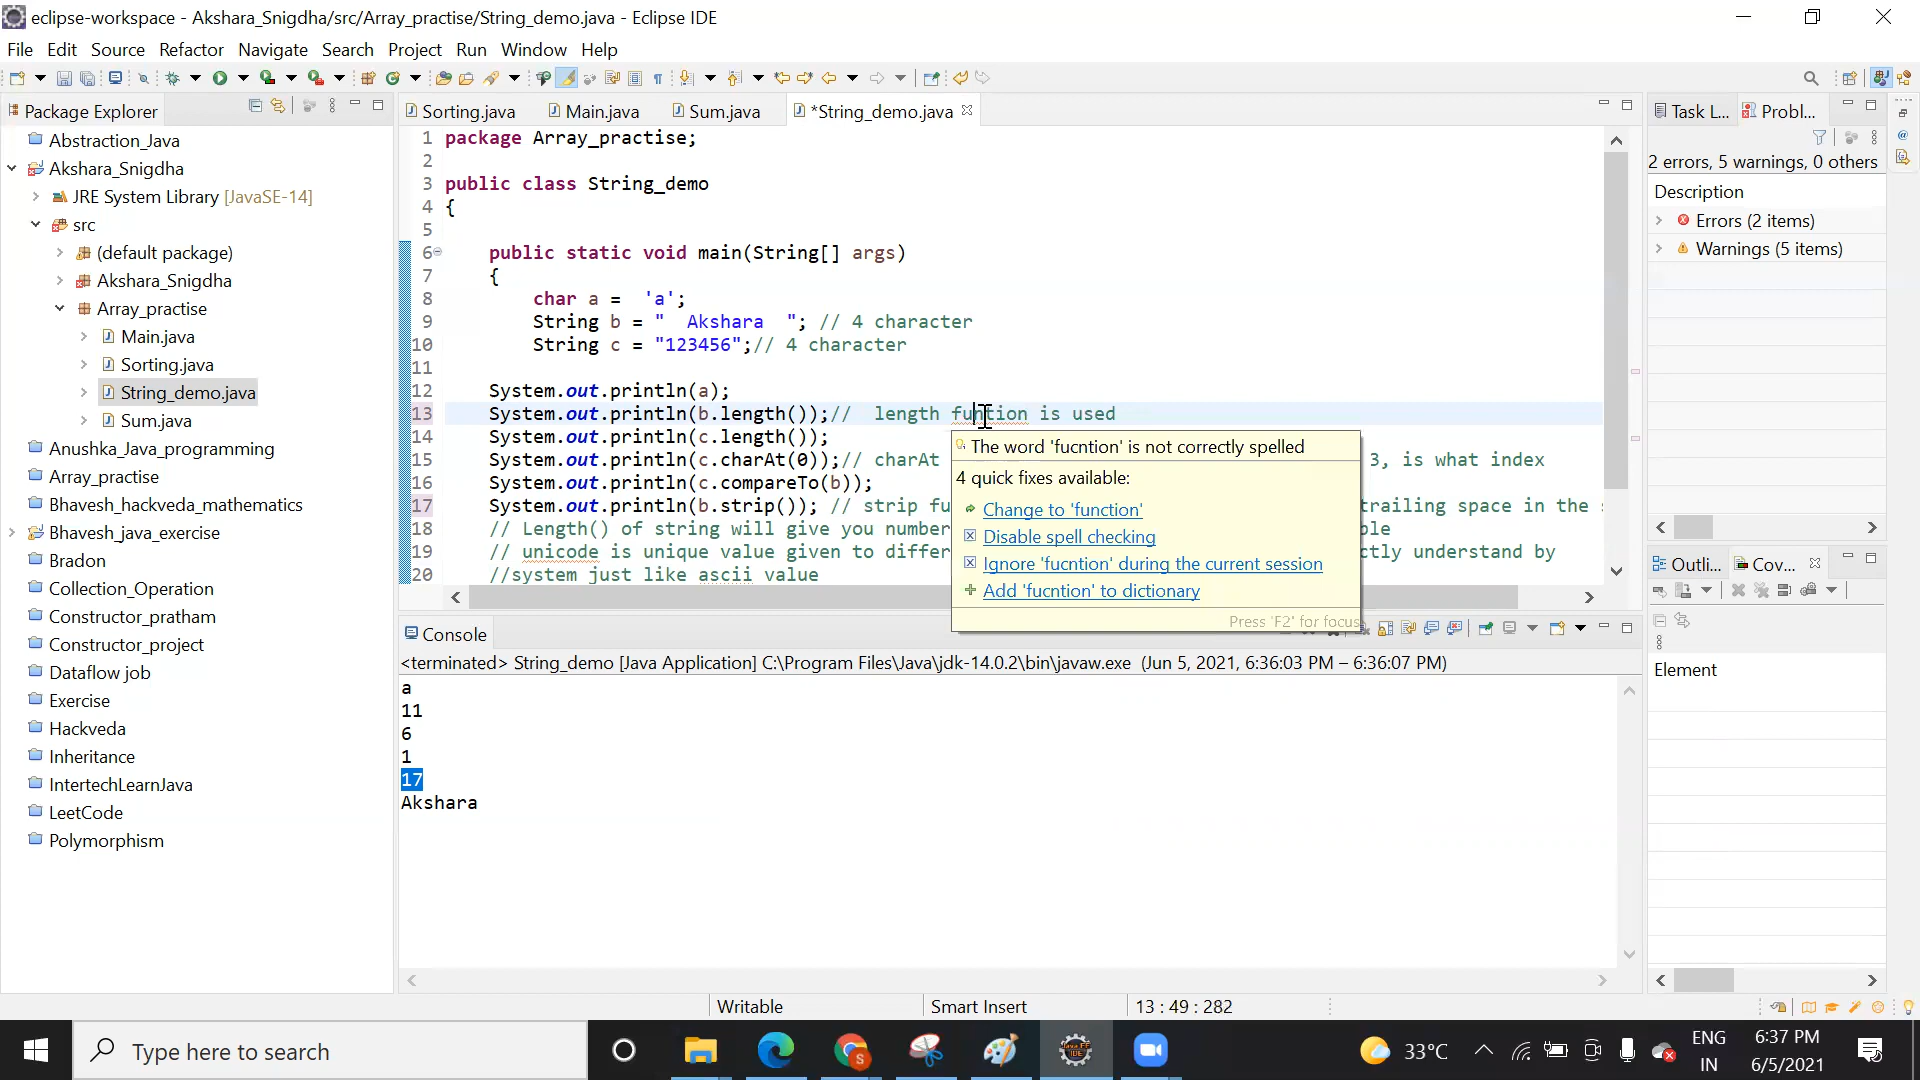 eclipse-workspace - Akshara_Snigdha/src/Array_practise/String_demo.java - Eclipse IDE
File Edit Source Refactor Navigate Search Project Run Window Help
Package Explorer
Abstraction_Java
Akshara_Snigdha
JRE System Library [JavaSE-14]
src
(default package)
Akshara_Snigdha
Array_practise
Main.java
Sorting.java
String_demo.java
Sum.java
Anushka_Java_programming
Array_practise
Bhavesh_hackveda_mathematics
Bhavesh_java_exercise
Bradon
Collection_Operation
Constructor_pratham
Constructor_project
Dataflow job
Exercise
Hackveda
Inheritance
IntertechLearnJava
LeetCode
Polymorphism
Sorting.java Main.java Sum.java *String_demo.java
1 package Array_practise;
2
3 public class String_demo
4 {
5
6 public static void main(String[] args)
7 {
8 char a = 'a';
9 String b = "  Akshara  "; // 4 character
10 String c = "123456";// 4 character
11
12 System.out.println(a);
13 System.out.println(b.length());//  length funtion is used
14 System.out.println(c.length());
15 System.out.println(c.charAt(0));// charAt 3, is what index
16 System.out.println(c.compareTo(b));
17 System.out.println(b.strip()); // strip fu trailing space in the
18 // Length() of string will give you number ble
19 // unicode is unique value given to differ ctly understand by
20 //system just like ascii value
The word 'fucntion' is not correctly spelled
4 quick fixes available:
Change to 'function'
Disable spell checking
Ignore 'fucntion' during the current session
Add 'fucntion' to dictionary
Press 'F2' for focus
Console
<terminated> String_demo [Java Application] C:\Program Files\Java\jdk-14.0.2\bin\javaw.exe (Jun 5, 2021, 6:36:03 PM – 6:36:07 PM)
a
11
6
1
17
Akshara
Task L... Probl...
2 errors, 5 warnings, 0 others
Description
Errors (2 items)
Warnings (5 items)
Outli... Cov...
Element
Writable Smart Insert 13 : 49 : 282
Type here to search
Java EE
IDE
33°C
ENG
IN
6:37 PM
6/5/2021